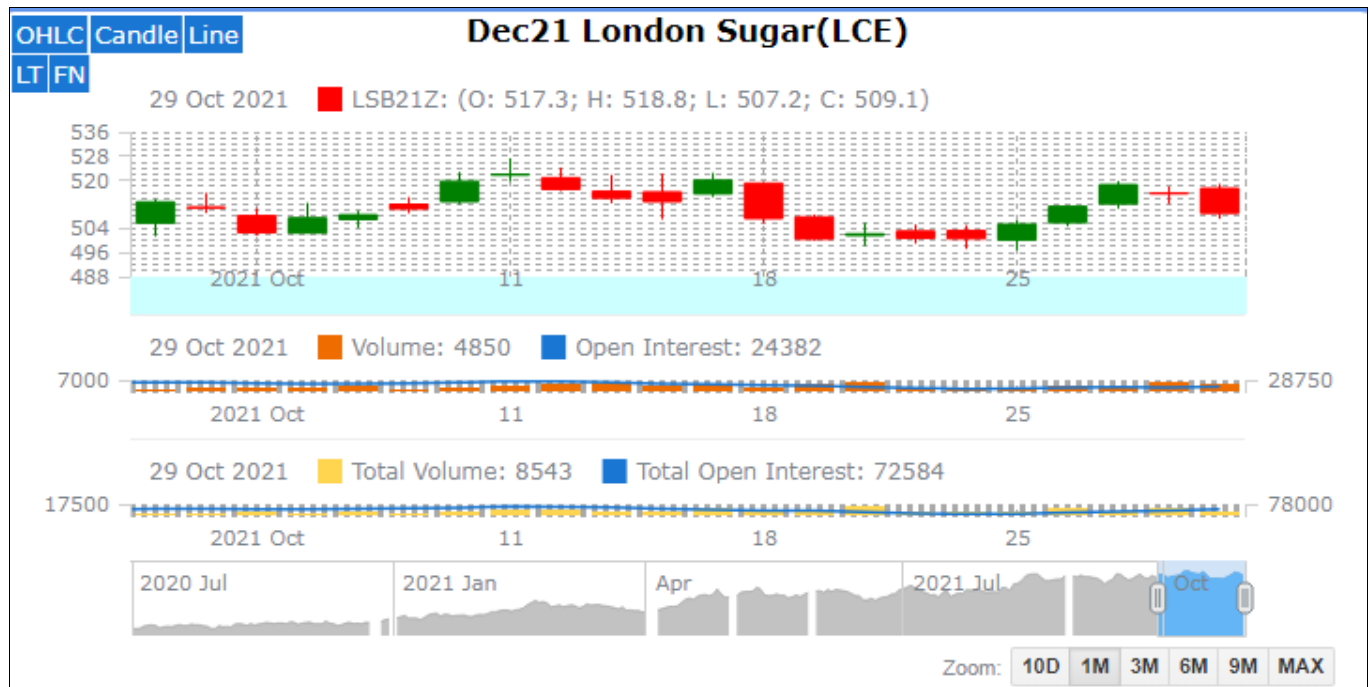 OHLC Candle Line
Dec21 London Sugar(LCE)
LT FN
29 Oct 2021 LSB21Z: (O: 517.3; H: 518.8; L: 507.2; C: 509.1)
536
528
520
504
496
488
2021 Oct 11 18 25
29 Oct 2021 Volume: 4850 Open Interest: 24382
7000 28750
2021 Oct 11 18 25
29 Oct 2021 Total Volume: 8543 Total Open Interest: 72584
17500 78000
2021 Oct 11 18 25
2020 Jul 2021 Jan Apr 2021 Jul Oct
Zoom: 10D 1M 3M 6M 9M MAX